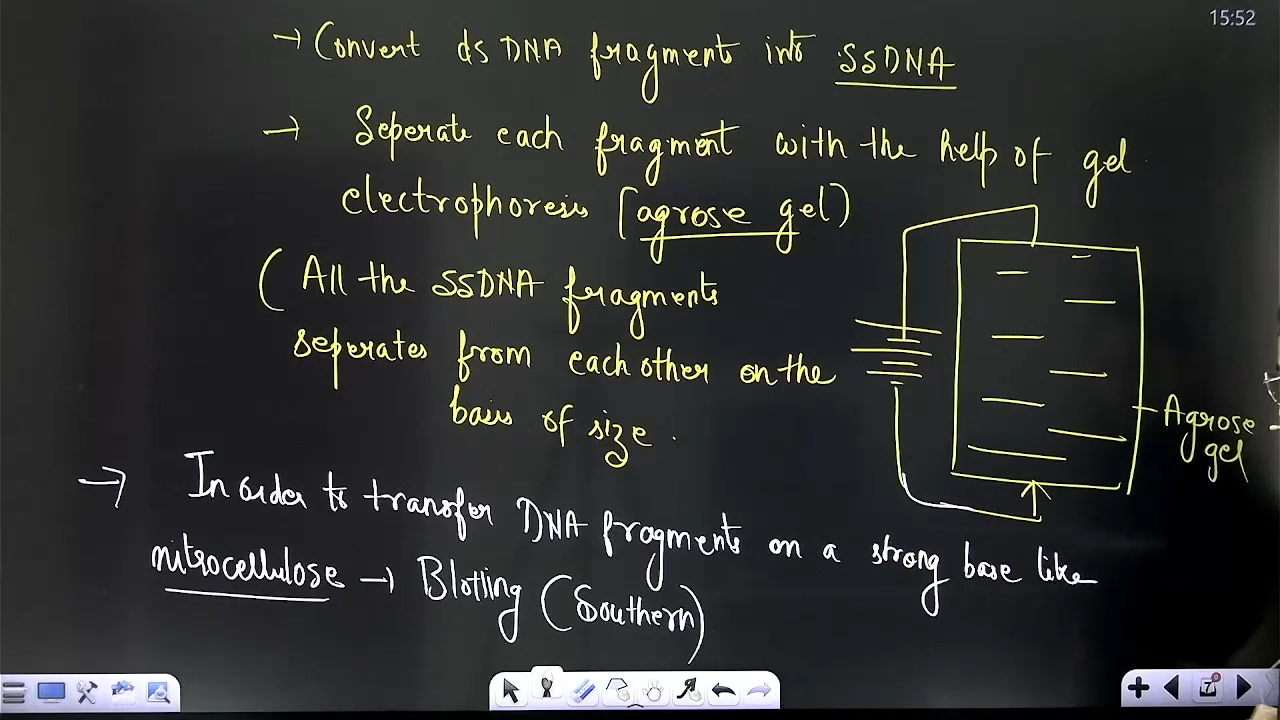 15:52
→ Convert ds DNA fragments into SSDNA
→ Seperate each fragment with the help of gel
electrophoresis [agrose gel)
(All the SSDNA fragments
seperates from each other on the
basis of size.
Agrose
gel
→ In order to transfer DNA fragments on a strong base like
nitrocellulose → Blotting (Southern)
7